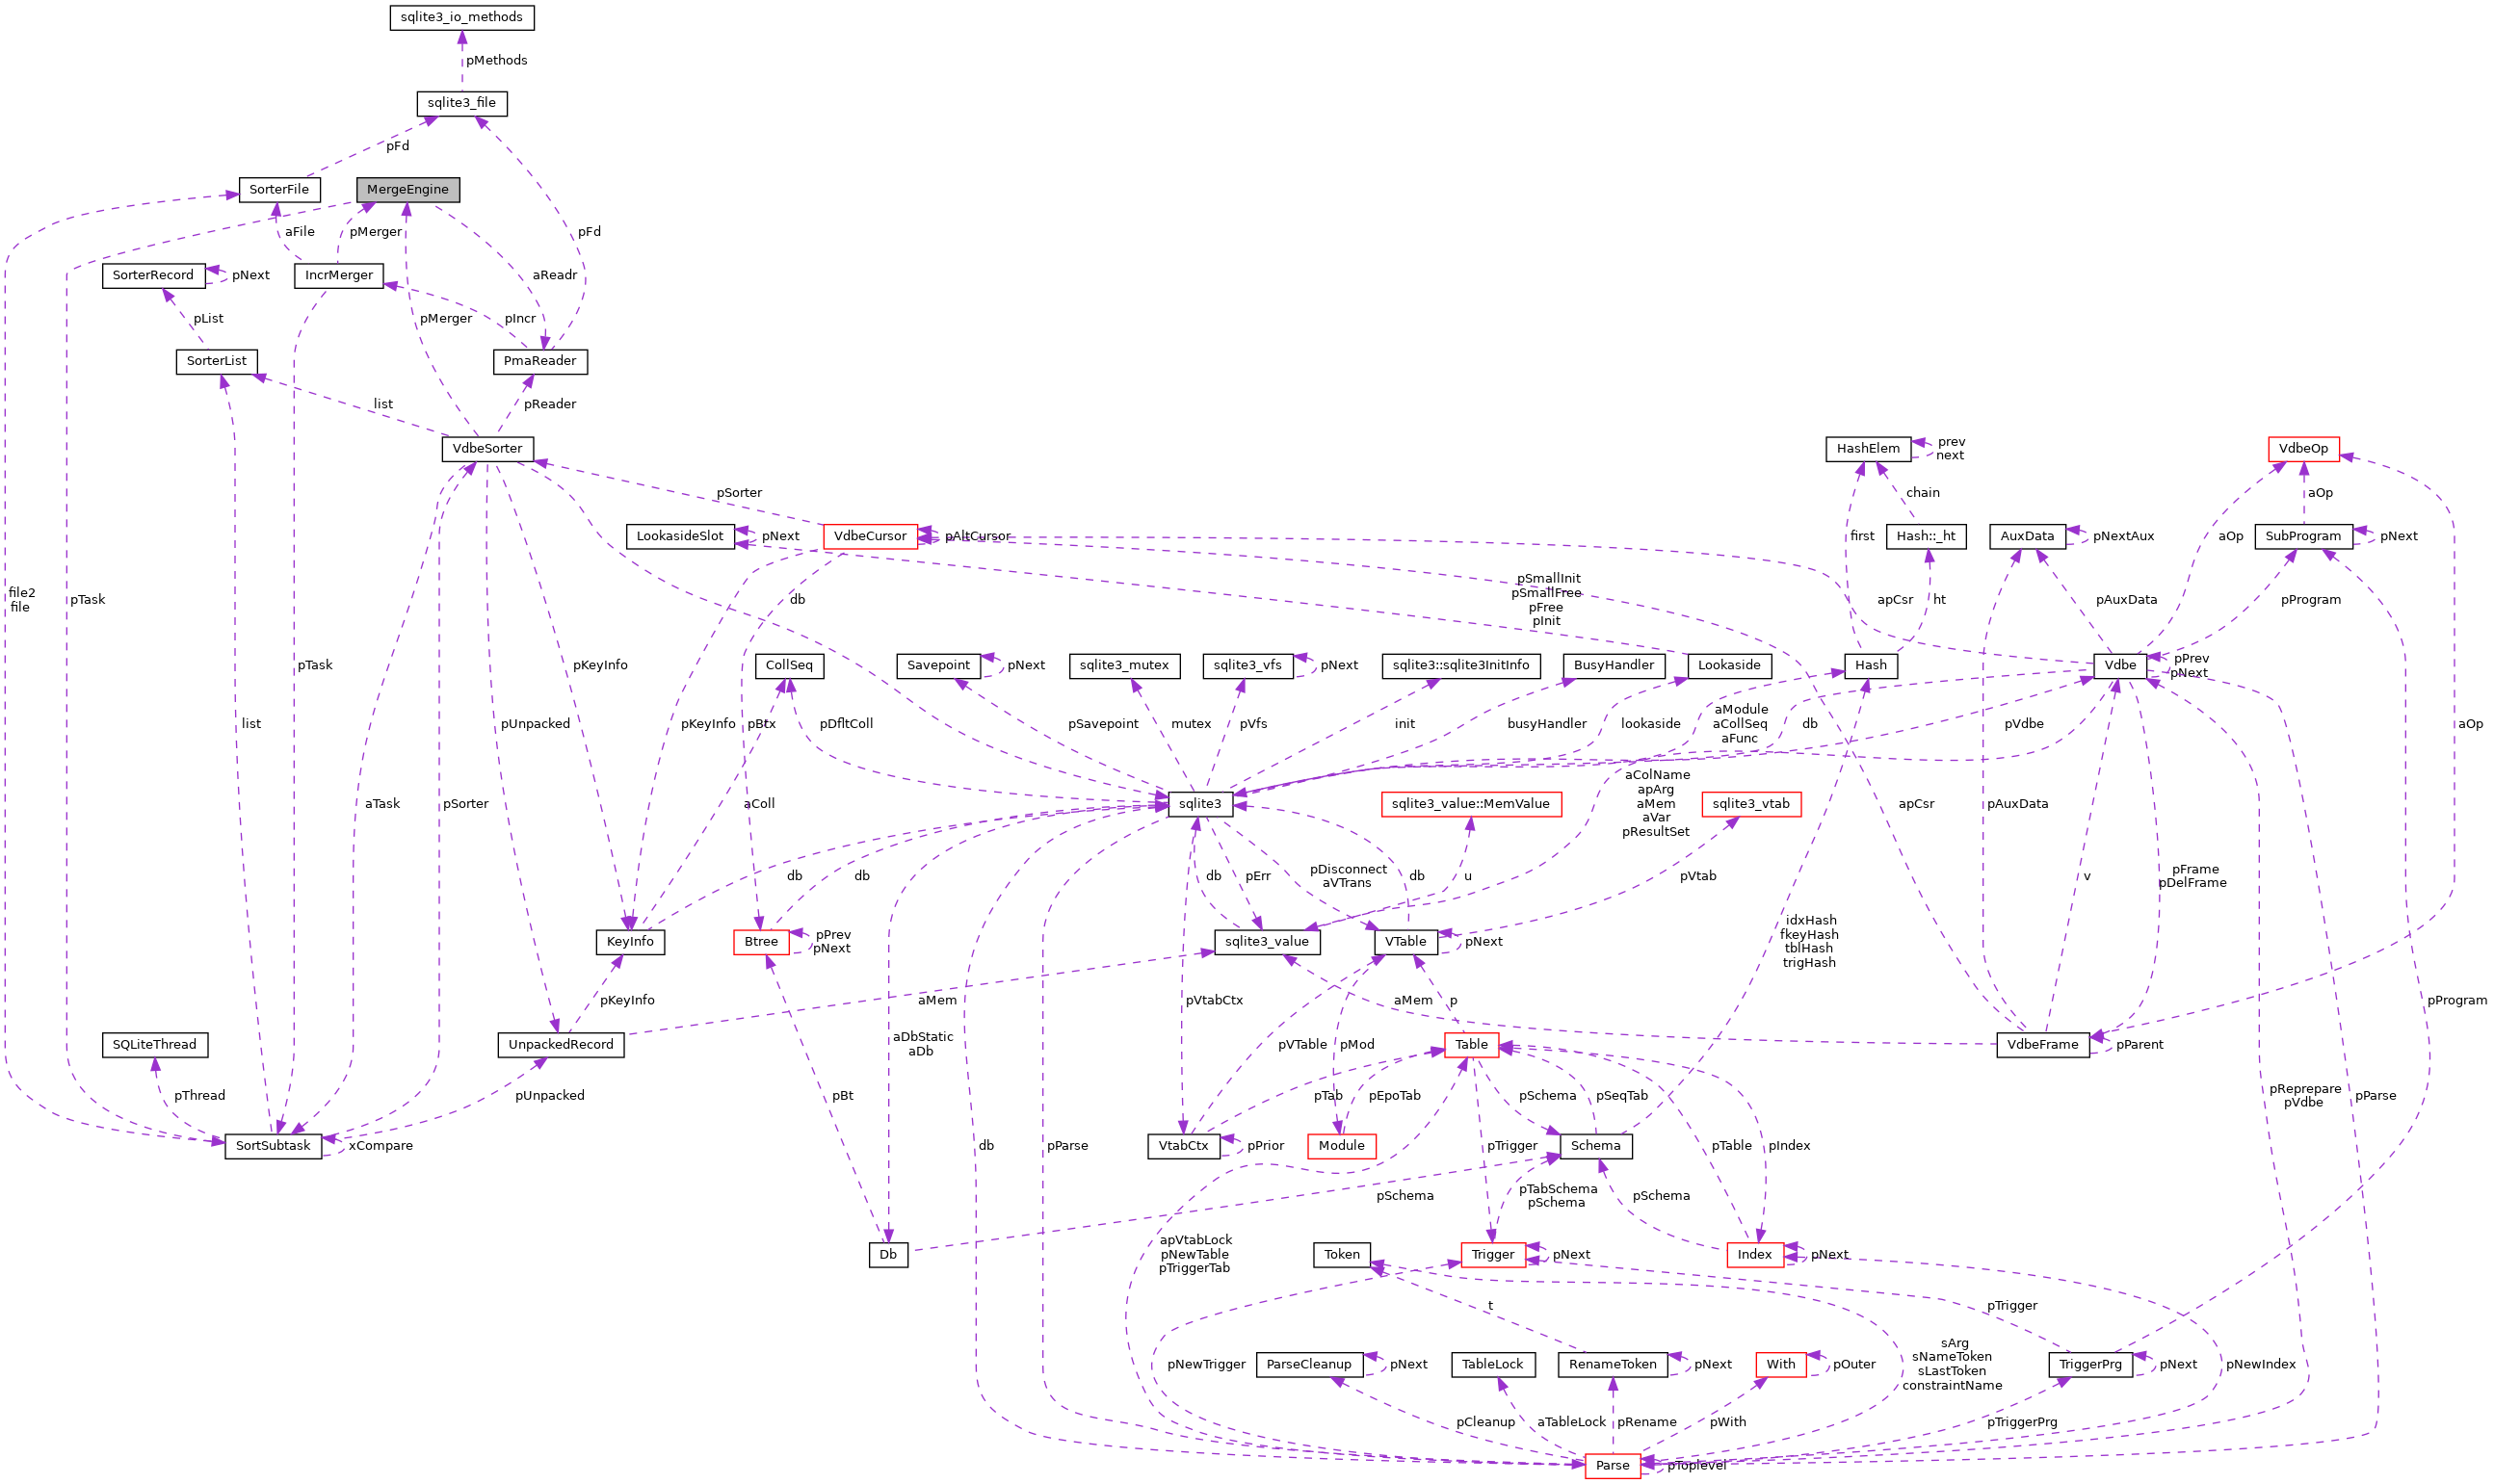 sqlite3_io_methods
pMethods
sqlite3_file
pFd
SorterFile
MergeEngine
aFile
pMerger
pFd
SorterRecord
pNext
IncrMerger
aReadr
pList
pMerger
pIncr
SorterList
PmaReader
list
pReader
VdbeSorter
HashElem
prev
next
VdbeOp
pSorter
chain
aOp
LookasideSlot
pNext
VdbeCursor
pAltCursor
first
Hash::_ht
AuxData
pNextAux
aOp
SubProgram
pNext
file2
file
pTask
db
pSmallInit
pSmallFree
pFree
pInit
apCsr
ht
pAuxData
pProgram
pTask
pKeyInfo
CollSeq
Savepoint
pNext
sqlite3_mutex
sqlite3_vfs
pNext
sqlite3::sqlite3InitInfo
BusyHandler
Lookaside
Hash
Vdbe
pPrev
pNext
list
pUnpacked
pKeyInfo
pBtx
pDfltColl
pSavepoint
mutex
pVfs
init
busyHandler
lookaside
aModule
aCollSeq
aFunc
db
pVdbe
aOp
aTask
pSorter
aColl
sqlite3
sqlite3_value::MemValue
aColName
apArg
aMem
aVar
pResultSet
sqlite3_vtab
apCsr
pAuxData
db
db
db
pErr
pDisconnect
aVTrans
db
u
pVtab
v
pFrame
pDelFrame
KeyInfo
Btree
pPrev
pNext
sqlite3_value
VTable
pNext
idxHash
fkeyHash
tblHash
trigHash
pKeyInfo
aMem
pVtabCtx
aMem
p
pProgram
SQLiteThread
UnpackedRecord
aDbStatic
aDb
pVTable
pMod
Table
VdbeFrame
pParent
pThread
pUnpacked
pBt
pTab
pEpoTab
pSchema
pSeqTab
pReprepare
pVdbe
pParse
SortSubtask
xCompare
db
pParse
VtabCtx
pPrior
Module
pTrigger
Schema
pTable
pIndex
pSchema
pTabSchema
pSchema
pSchema
Db
apVtabLock
pNewTable
pTriggerTab
Token
Trigger
pNext
Index
pNext
t
pTrigger
pNewTrigger
ParseCleanup
pNext
TableLock
RenameToken
pNext
With
pOuter
sArg
sNameToken
sLastToken
constraintName
TriggerPrg
pNext
pNewIndex
pCleanup
aTableLock
pRename
pWith
pTriggerPrg
Parse
pToplevel